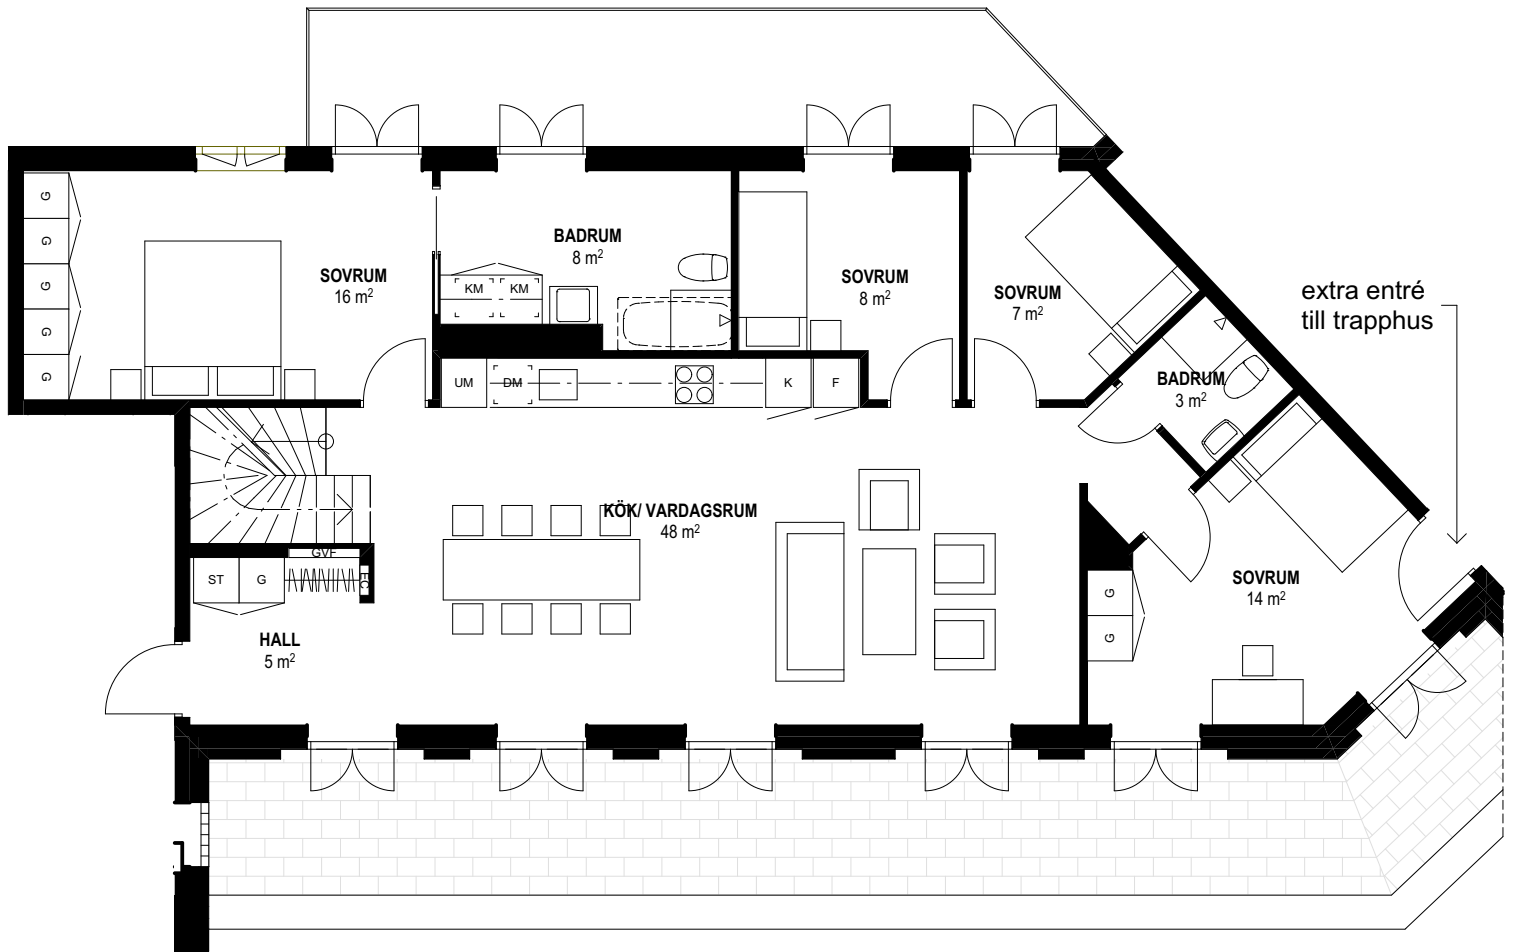 G
G
G
G
G
SOVRUM
16 m²
BADRUM
8 m²
KM
KM
SOVRUM
8 m²
SOVRUM
7 m²
extra entré
till trapphus
UM
DM
K
F
BADRUM
3 m²
KÖK/ VARDAGSRUM
48 m²
GVF
ST
G
EC
HALL
5 m²
G
G
SOVRUM
14 m²